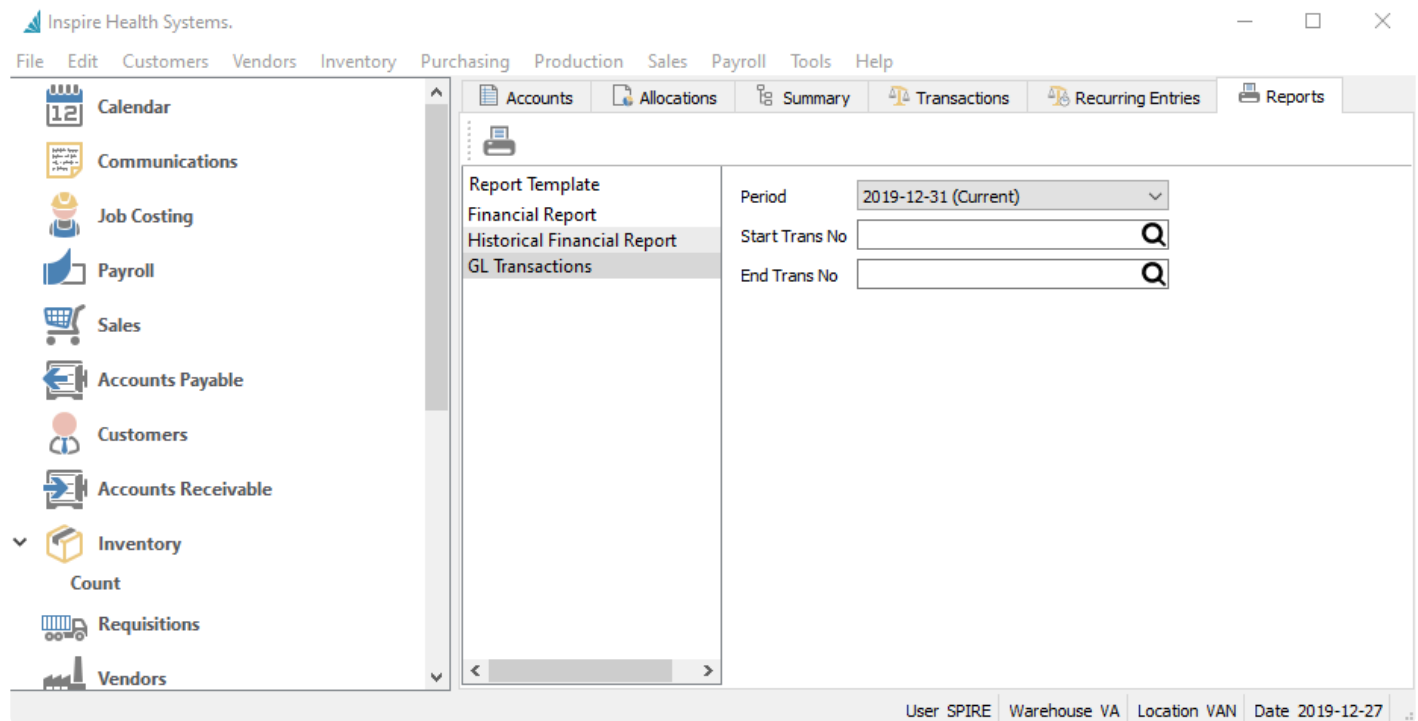 Inspire Health Systems.
File Edit Customers Vendors Inventory Purchasing Production Sales Payroll Tools Help
12
Calendar
Communications
Job Costing
Payroll
Sales
Accounts Payable
Customers
Accounts Receivable
Inventory
Count
Requisitions
Vendors
Accounts Allocations Summary Transactions Recurring Entries Reports
Report Template
Financial Report
Historical Financial Report
GL Transactions
Period 2019-12-31 (Current)
Start Trans No
End Trans No
User SPIRE Warehouse VA Location VAN Date 2019-12-27